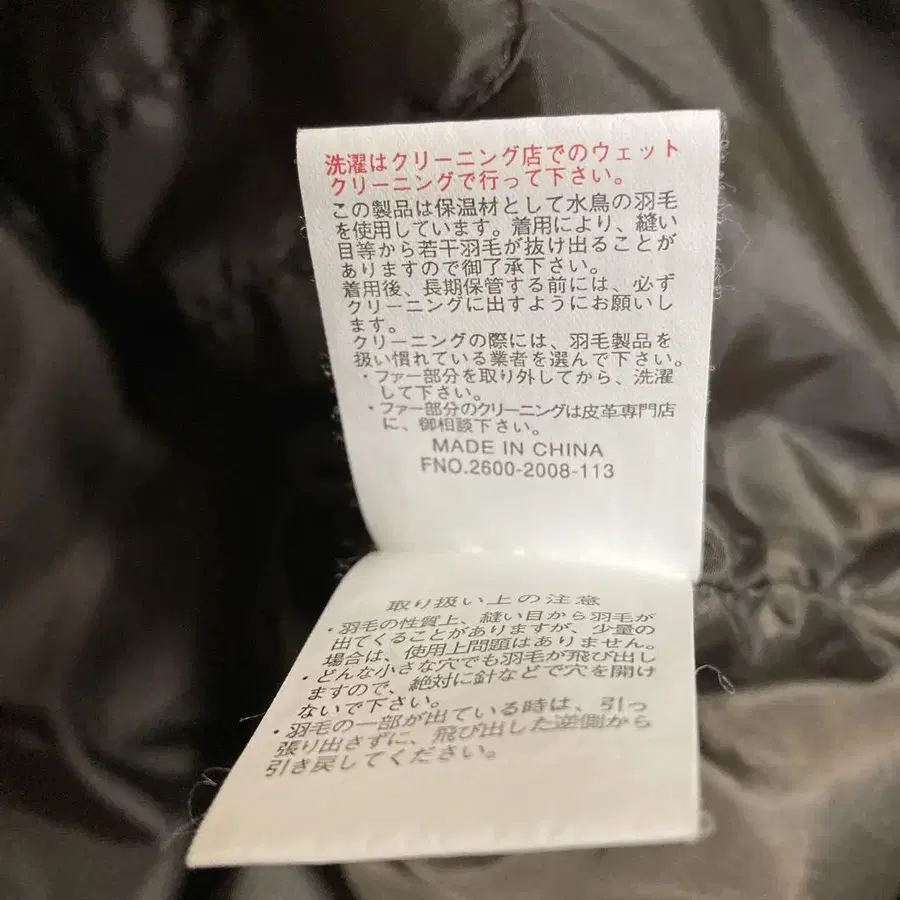 洗濯はクリーニング店でのウェット
クリーニングで行って下さい。
この製品は保温材として水鳥の羽毛
を使用しています。着用により、縫い
目等から若干羽毛が抜け出ることが
ありますので御了承下さい。
着用後、長期保管する前には、必ず
クリーニングに出すようにお願いし
ます。
クリーニングの際には、羽毛製品を
扱い慣れている業者を選んで下さい。
・ファー部分を取り外してから、洗濯
して下さい。
・ファー部分のクリーニングは皮革専門店
に、御相談下さい。
MADE IN CHINA
FNO.2600-2008-113
取り扱い上の注意
・羽毛の性質上、縫い目から羽毛が
出てくることがありますが、少量の
場合は、使用上問題はありません。
・どんな小さな穴でも羽毛が飛び出し
ますので、絶対に針などで穴を開け
ないで下さい。
・羽毛の一部が出ている時は、引っ
張り出さずに、飛び出した逆側から
引き戻してください。